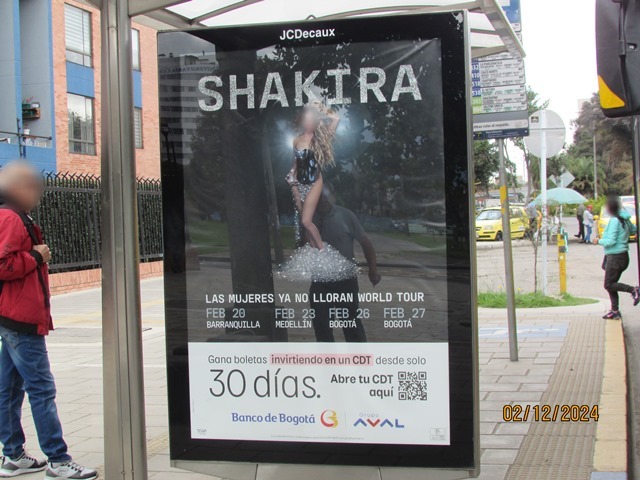 JCDecaux
SHAKIRA
LAS MUJERES YA NO LLORAN WORLD TOUR
FEB 20 FEB 23 FEB 26 FEB 27
BARRANQUILLA MEDELLÍN BOGOTÁ BOGOTÁ
Gana boletas invirtiendo en un CDT desde solo
30 días.
Abre tu CDT
aquí
Banco de Bogotá
AVAL
02/12/2024